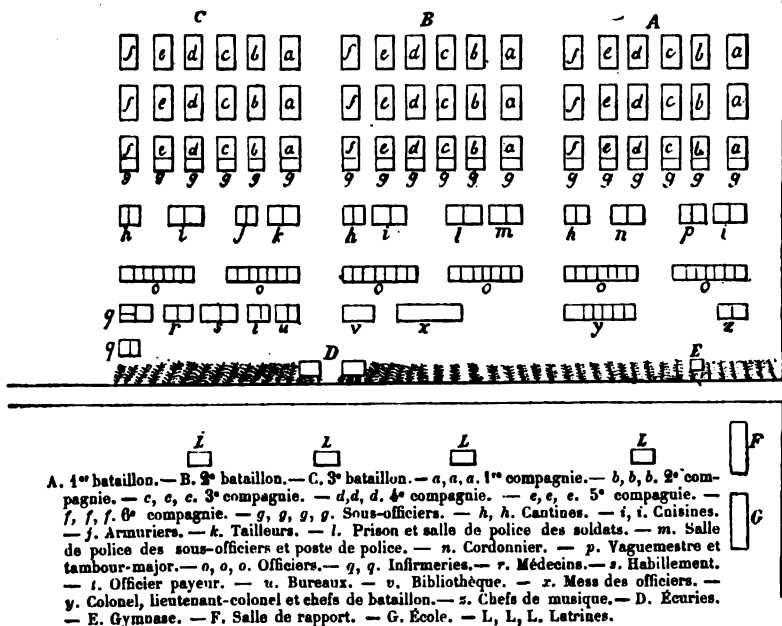 C B A
f e d c b a f e d c b a f e d c b a
f e d c b a f e d c b a f e d c b a
f e d c b a f e d c b a f e d c b a
g g g g g g g g g g g g g g g g g g
h i j k h i l m h n p i
o o o o o o
q r s t u v x y z
q D E
L L L L F
G
A. 1er bataillon. — B. 2e bataillon. — C. 3e bataillon. — a, a, a. 1re compagnie. — b, b, b. 2e com-
pagnie. — c, c, c. 3e compagnie. — d, d, d. 4e compagnie. — e, e, e. 5e compagnie. —
f, f, f. 6e compagnie. — g, g, g, g. Sous-officiers. — h, h. Cantines. — i, i. Cuisines.
— j. Armuriers. — k. Tailleurs. — l. Prison et salle de police des soldats. — m. Salle
de police des sous-officiers et poste de police. — n. Cordonnier. — p. Vaguemestre et
tambour-major. — o, o, o. Officiers. — q, q. Infirmeries. — r. Médecins. — s. Habillement.
— t. Officier payeur. — u. Bureaux. — v. Bibliothèque. — x. Mess des officiers. —
y. Colonel, lieutenant-colonel et chefs de bataillon. — z. Chefs de musique. — D. Écuries.
— E. Gymnase. — F. Salle de rapport. — G. École. — L, L, L. Latrines.